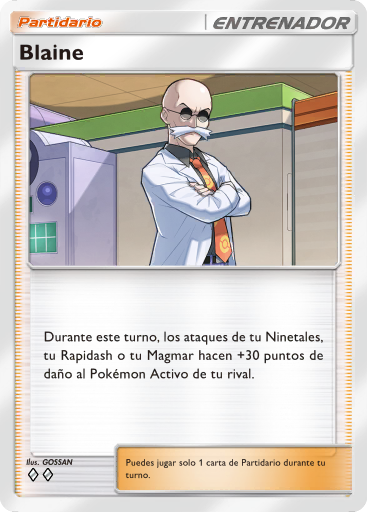 Partidario
ENTRENADOR
Blaine
Durante este turno, los ataques de tu Ninetales,
tu Rapidash o tu Magmar hacen +30 puntos de
daño al Pokémon Activo de tu rival.
Ilus. GOSSAN
Puedes jugar solo 1 carta de Partidario durante tu
turno.